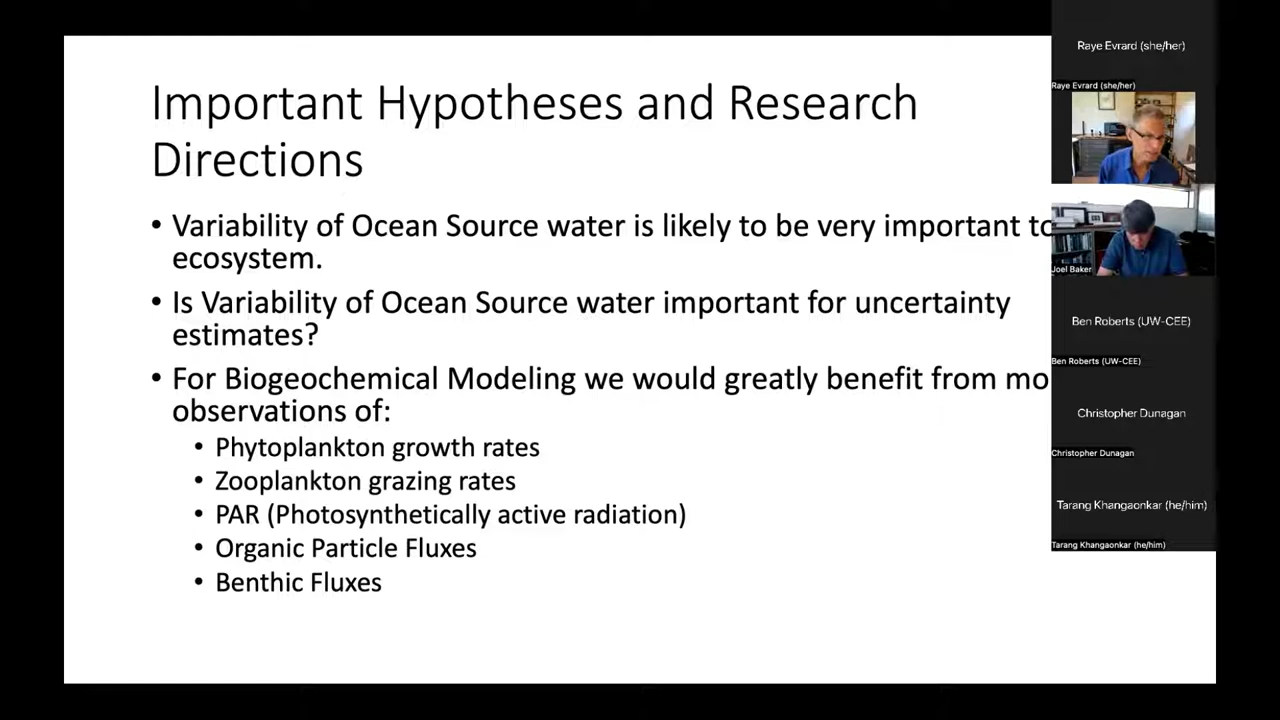 Important Hypotheses and Research
Directions
• Variability of Ocean Source water is likely to be very important to
ecosystem.
• Is Variability of Ocean Source water important for uncertainty
estimates?
• For Biogeochemical Modeling we would greatly benefit from mo
observations of:
• Phytoplankton growth rates
• Zooplankton grazing rates
• PAR (Photosynthetically active radiation)
• Organic Particle Fluxes
• Benthic Fluxes
Raye Evrard (she/her)
Raye Evrard (she/her)
Joel Baker
Ben Roberts (UW-CEE)
Ben Roberts (UW-CEE)
Christopher Dunagan
Christopher Dunagan
Tarang Khangaonkar (he/him)
Tarang Khangaonkar (he/him)